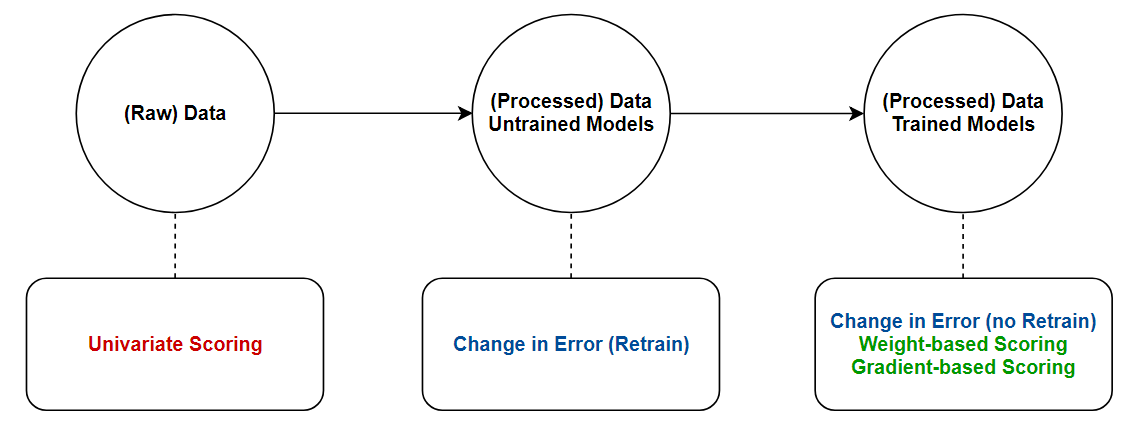 (Raw) Data
(Processed) Data
Untrained Models
(Processed) Data
Trained Models
Univariate Scoring
Change in Error (Retrain)
Change in Error (no Retrain)
Weight-based Scoring
Gradient-based Scoring